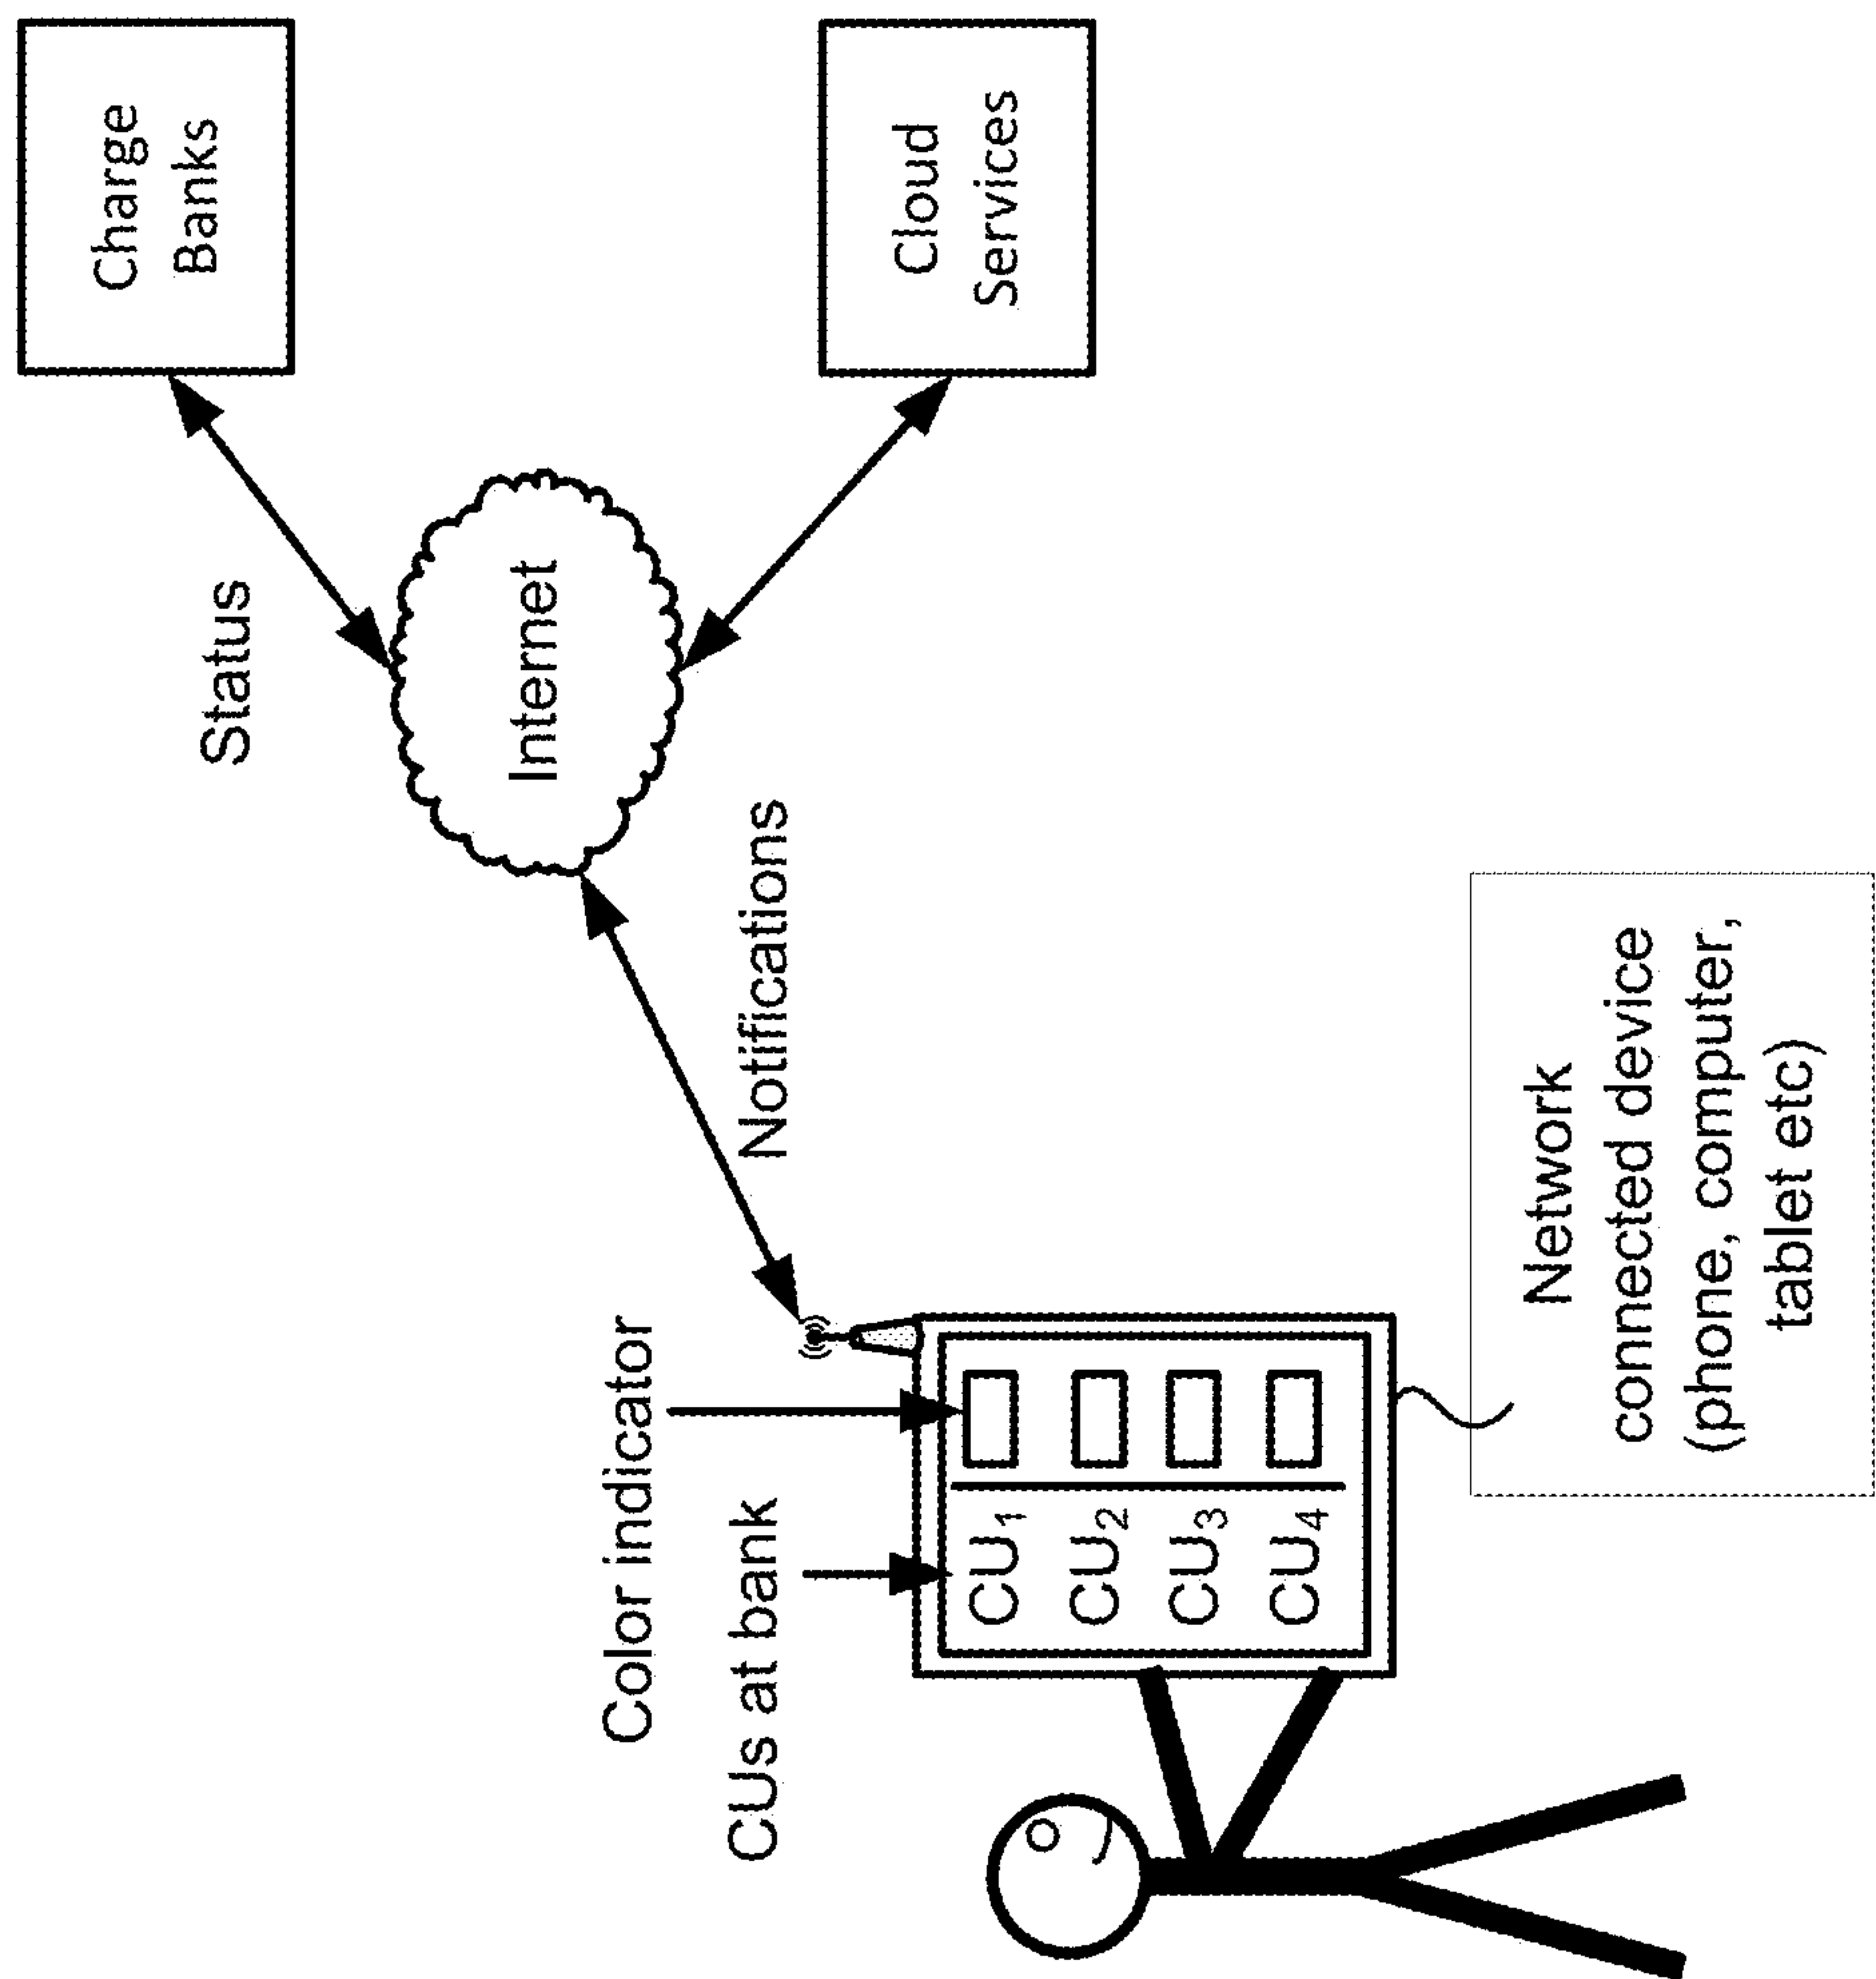 Charge
Banks
Status
Internet
Cloud
Services
Notifications
Color indicator
CUs at bank
CU1
CU2
CU3
CU4
Network
connected device
(phone, computer,
tablet etc)